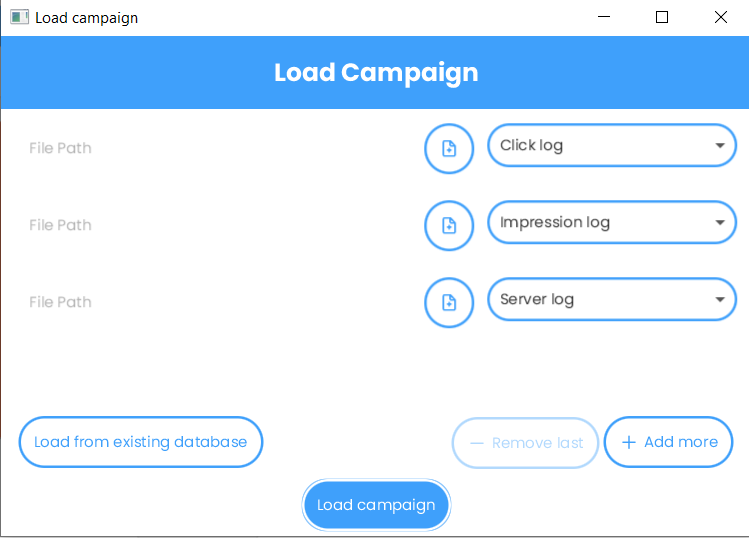 Load campaign
Load Campaign
File Path
Click log
File Path
Impression log
File Path
Server log
Load from existing database
Remove last
Add more
Load campaign